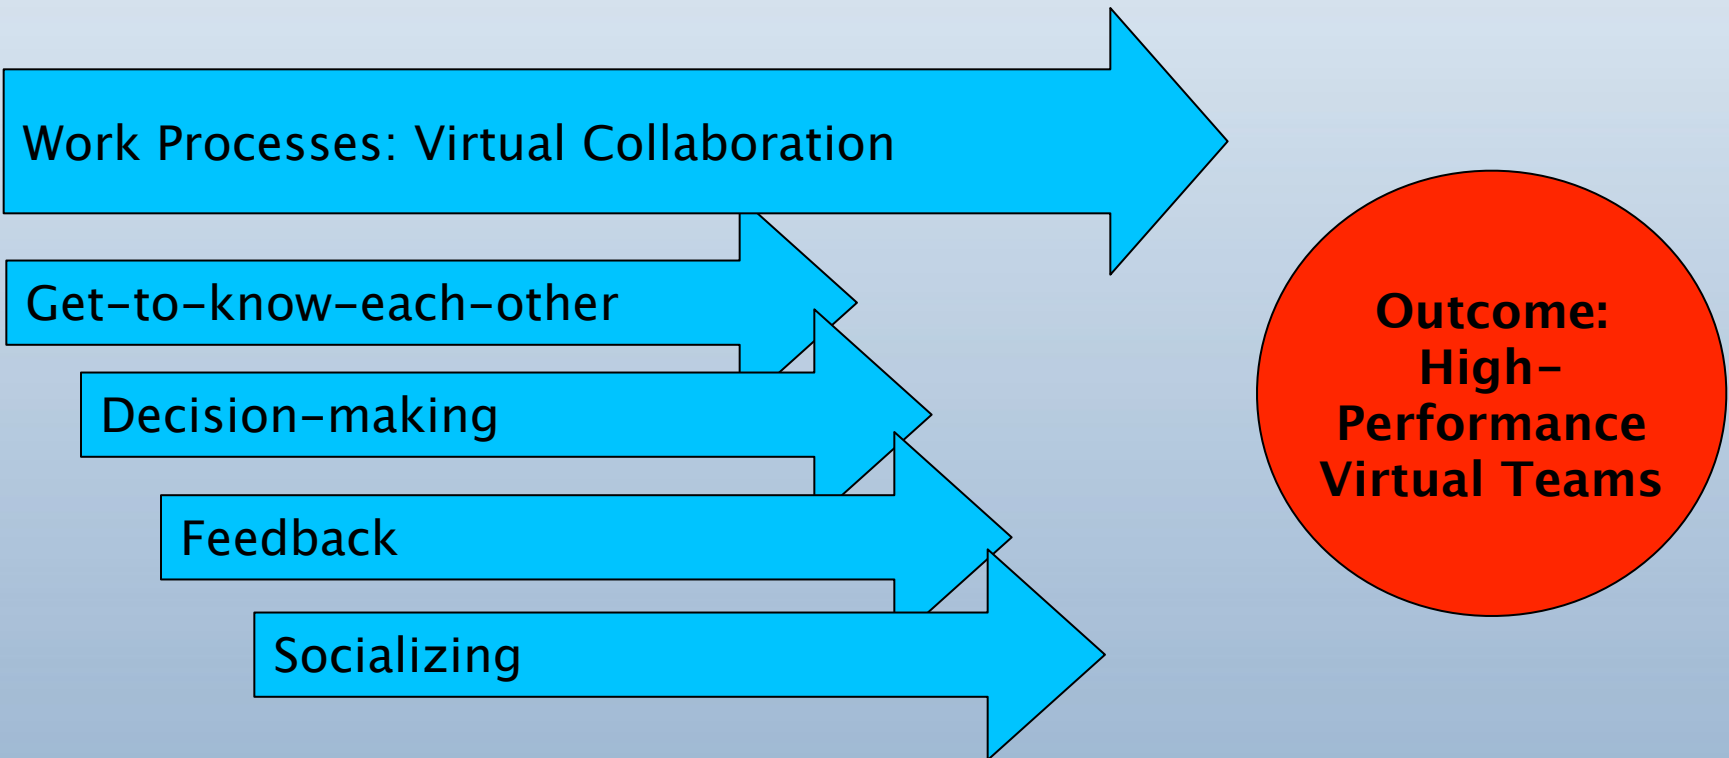 Work Processes: Virtual Collaboration
Get-to-know-each-other
Decision-making
Feedback
Socializing
Outcome:
High-
Performance
Virtual Teams